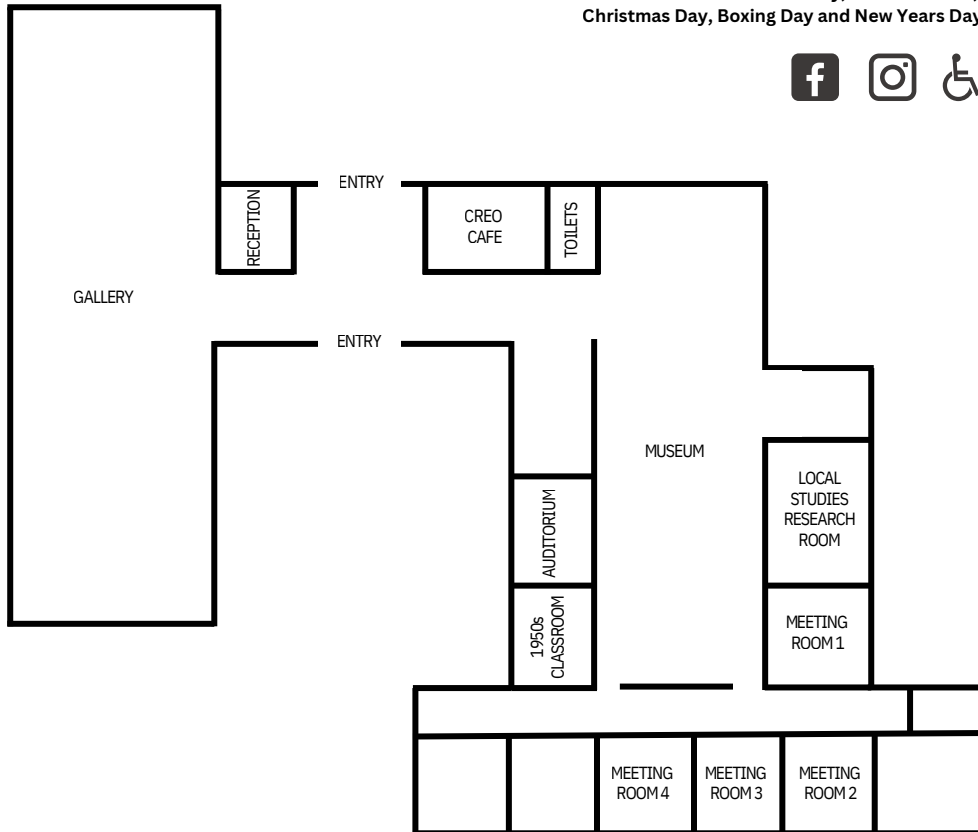 Christmas Day, Boxing Day and New Years Day
ENTRY
RECEPTION
CREO
CAFE
TOILETS
GALLERY
ENTRY
MUSEUM
LOCAL
STUDIES
RESEARCH
ROOM
AUDITORIUM
1950s
CLASSROOM
MEETING
ROOM 1
MEETING
ROOM 4
MEETING
ROOM 3
MEETING
ROOM 2